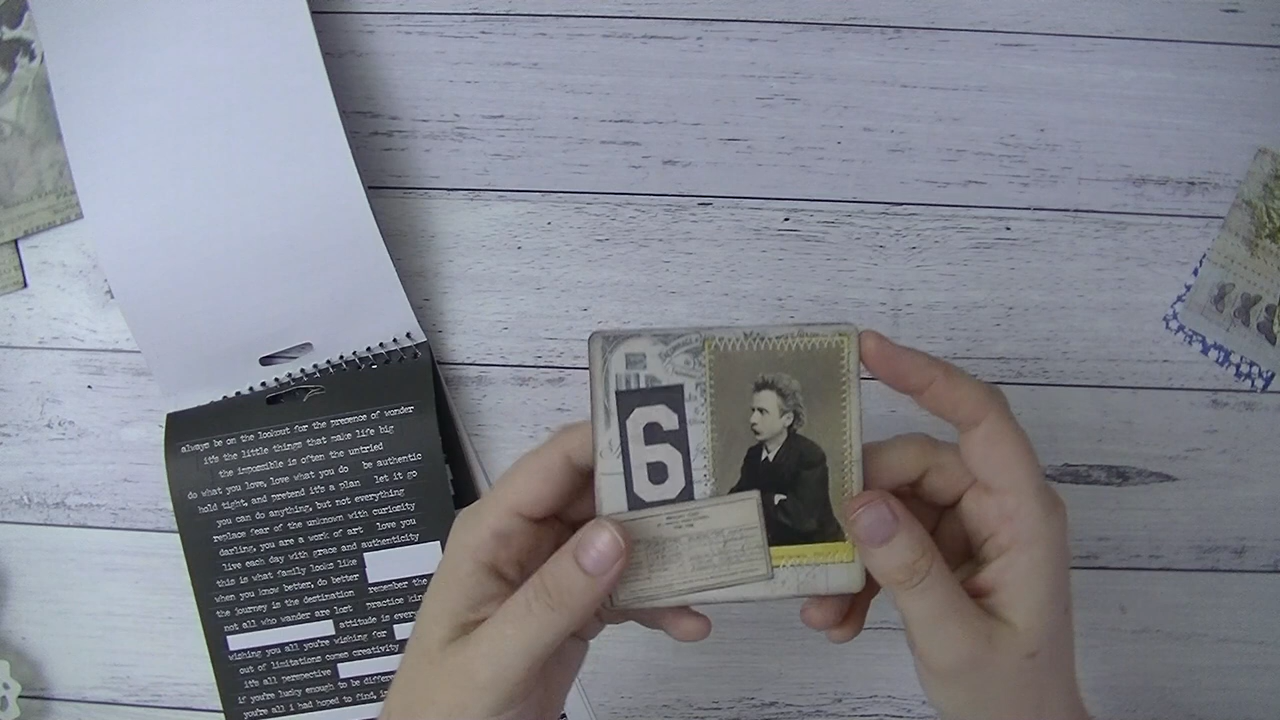 always be on the lookout for the presence of wonder
it's the little things that make life big
the impossible is often the untried
do what you love, love what you do be authentic
hold tight, and pretend it's a plan let it go
you can do anything, but not everything
replace fear of the unknown with curiosity
darling, you are a work of art love you
live each day with grace and authenticity
this is what family looks like
when you know better, do better remember the
the journey is the destination practice
not all who wander are lost attitude is
wishing you all you're wishing for
out of limitations comes creativity
it's all perspective
if you're lucky enough to be
you're all i had hoped to find,
6